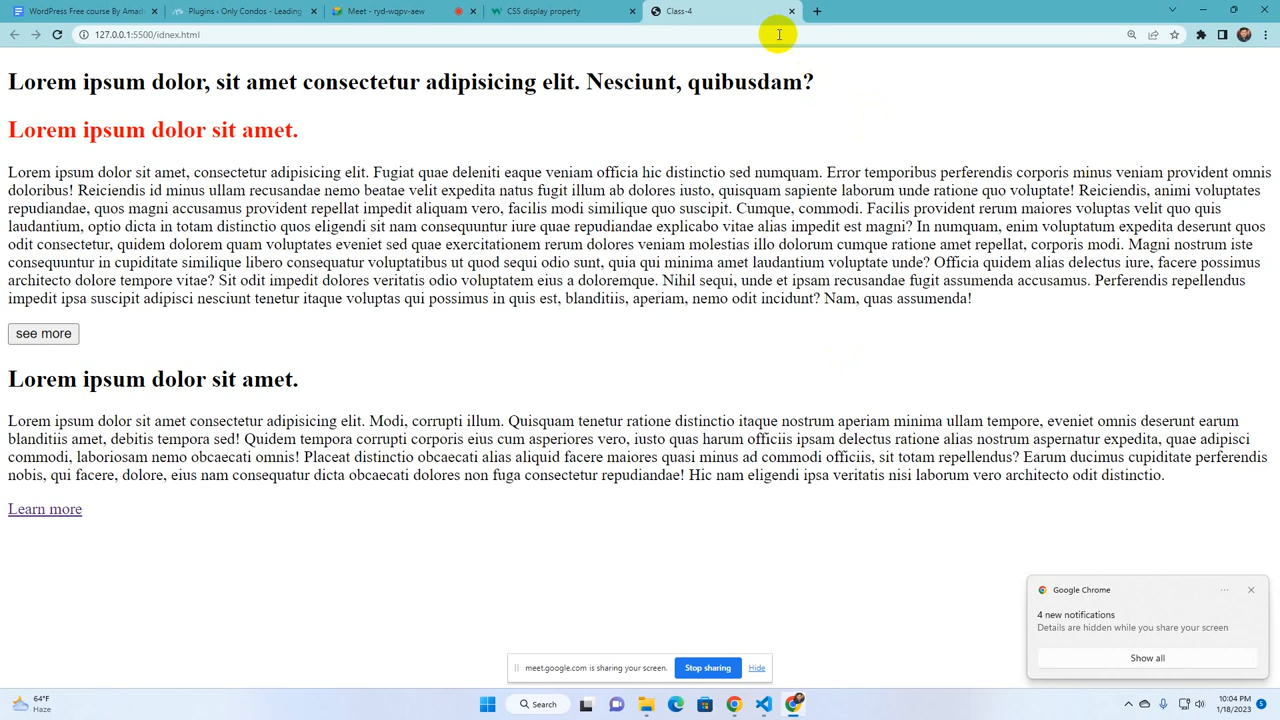 WordPress Free course By Amad
Plugins ‹ Only Condos - Leading
Meet - ryd-wqpv-aew
CSS display property
Class-4
127.0.0.1:5500/idnex.html
Lorem ipsum dolor, sit amet consectetur adipisicing elit. Nesciunt, quibusdam?
Lorem ipsum dolor sit amet.
Lorem ipsum dolor sit amet, consectetur adipisicing elit. Fugiat quae deleniti eaque veniam officia hic distinctio sed numquam. Error temporibus perferendis corporis minus veniam provident omnis
doloribus! Reiciendis id minus ullam recusandae nemo beatae velit expedita natus fugit illum ab dolores iusto, quisquam sapiente laborum unde ratione quo voluptate! Reiciendis, animi voluptates
repudiandae, quos magni accusamus provident repellat impedit aliquam vero, facilis modi similique quo suscipit. Cumque, commodi. Facilis provident rerum maiores voluptas velit quo quis
laudantium, optio dicta in totam distinctio quos eligendi sit nam consequuntur iure quae repudiandae explicabo vitae alias impedit est magni? In numquam, enim voluptatum expedita deserunt quos
odit consectetur, quidem dolorem quam voluptates eveniet sed quae exercitationem rerum dolores veniam molestias illo dolorum cumque ratione amet repellat, corporis modi. Magni nostrum iste
consequuntur in cupiditate similique libero consequatur voluptatibus ut quod sequi odio sunt, quia qui minima amet laudantium voluptate unde? Officia quidem alias delectus iure, facere possimus
architecto dolore tempore vitae? Sit odit impedit dolores veritatis odio voluptatem eius a doloremque. Nihil sequi, unde et ipsam recusandae fugit assumenda accusamus. Perferendis repellendus
impedit ipsa suscipit adipisci nesciunt tenetur itaque voluptas qui possimus in quis est, blanditiis, aperiam, nemo odit incidunt? Nam, quas assumenda!
see more
Lorem ipsum dolor sit amet.
Lorem ipsum dolor sit amet consectetur adipisicing elit. Modi, corrupti illum. Quisquam tenetur ratione distinctio itaque nostrum aperiam minima ullam tempore, eveniet omnis deserunt earum
blanditiis amet, debitis tempora sed! Quidem tempora corrupti corporis eius cum asperiores vero, iusto quas harum officiis ipsam delectus ratione alias nostrum aspernatur expedita, quae adipisci
commodi, laboriosam nemo obcaecati omnis! Placeat distinctio obcaecati alias aliquid facere maiores quasi minus ad commodi officiis, sit totam repellendus? Earum ducimus cupiditate perferendis
nobis, qui facere, dolore, eius nam consequatur dicta obcaecati dolores non fuga consectetur repudiandae! Hic nam eligendi ipsa veritatis nisi laborum vero architecto odit distinctio.
Learn more
Google Chrome
4 new notifications
Details are hidden while you share your screen
Show all
meet.google.com is sharing your screen.
Stop sharing
Hide
64°F
Haze
Search
10:04 AM
1/18/2023
5